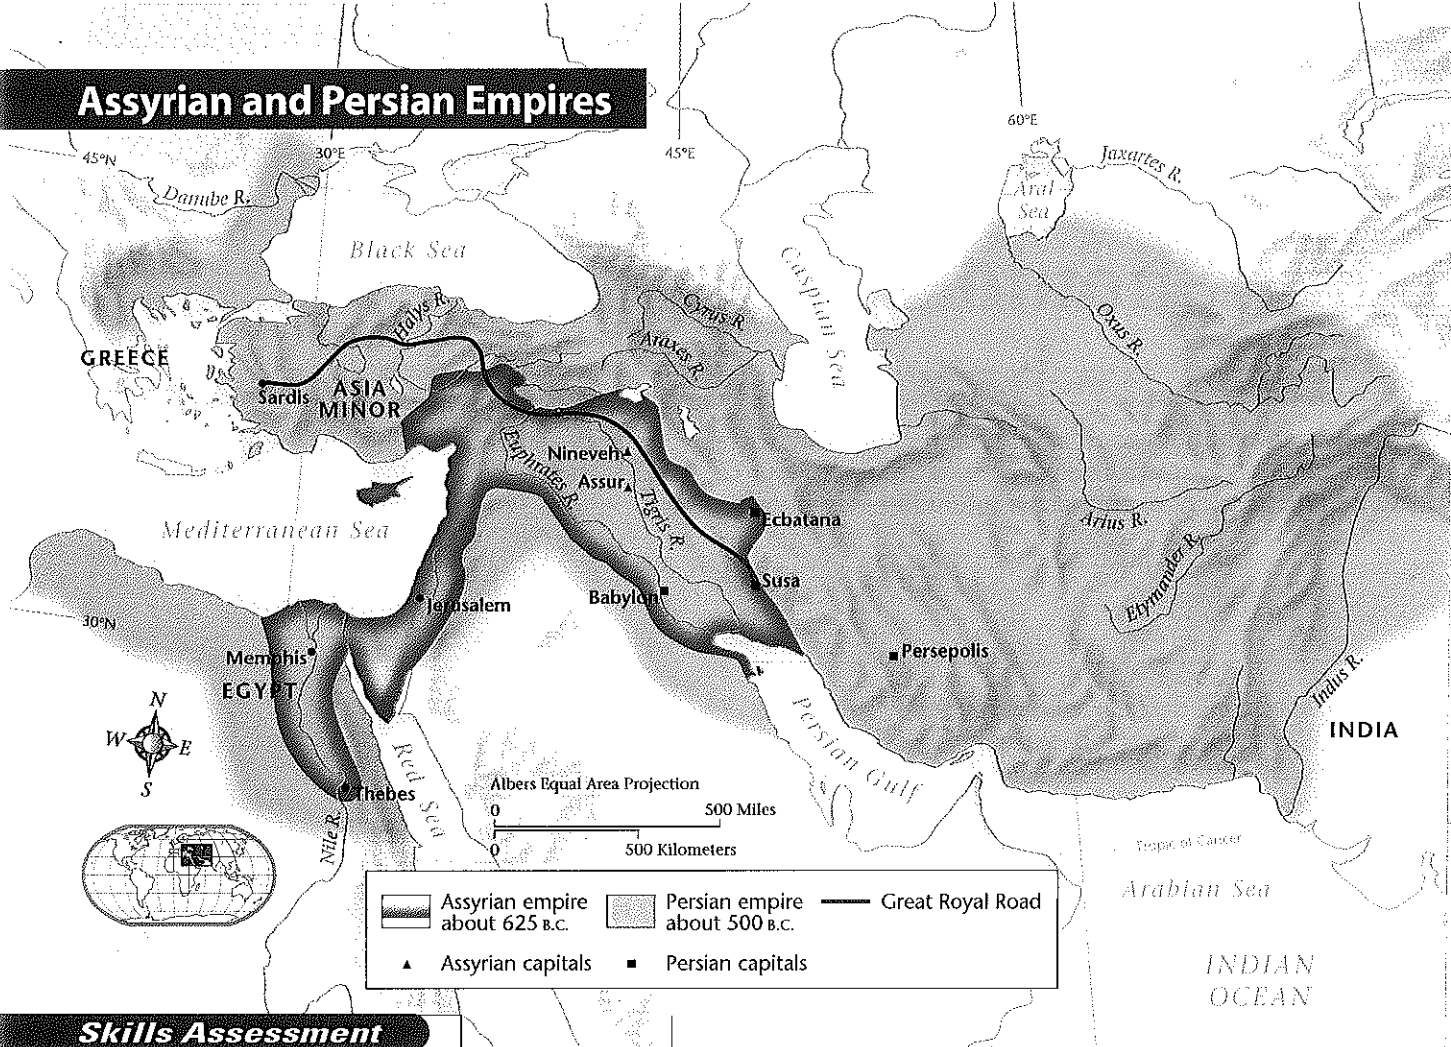 Assyrian and Persian Empires
60°E
45°N
30°E
45°E
Jaxartes R.
Danube R.
Aral
Sea
Black Sea
Caspian Sea
Halys R.
Cyrus R.
Oxus R.
Araxes R.
GREECE
Sardis
ASIA
MINOR
Euphrates R.
Nineveh
Assur
Tigris R.
Ecbatana
Arius R.
Mediterranean Sea
Etymander R.
Susa
Babylon
Jerusalem
30°N
Memphis
Persepolis
EGYPT
Indus R.
N
W
E
S
INDIA
Persian Gulf
Red Sea
Thebes
Nile R.
Albers Equal Area Projection
0
500 Miles
0
500 Kilometers
Tropic of Cancer
Arabian Sea
Assyrian empire
about 625 B.C.
Persian empire
about 500 B.C.
Great Royal Road
Assyrian capitals
Persian capitals
INDIAN
OCEAN
Skills Assessment